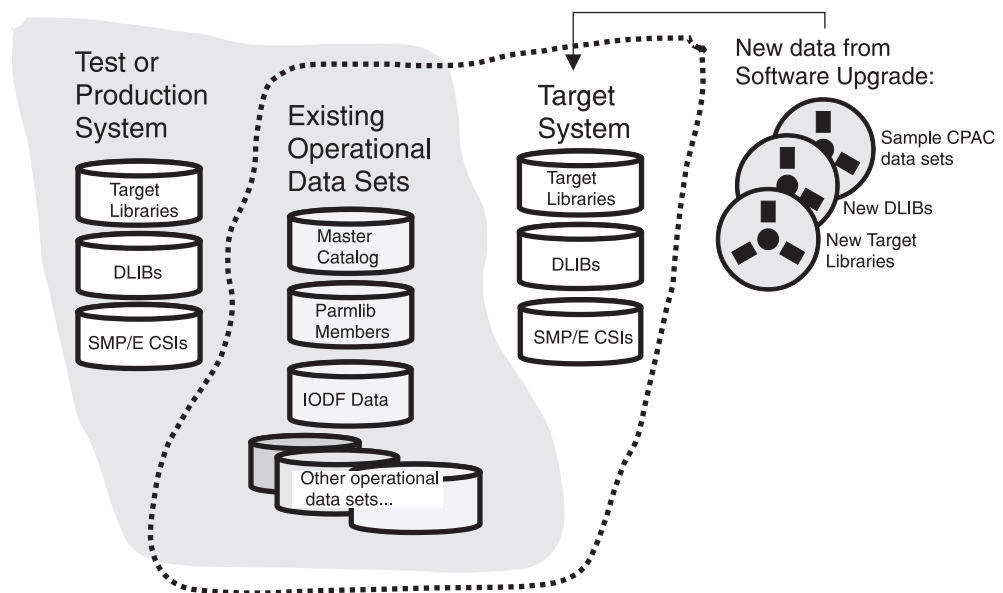 Test or
Production
System
Target
Libraries
DLIBs
SMP/E CSIs
Existing
Operational
Data Sets
Master
Catalog
Parmlib
Members
IODF Data
Other operational
data sets...
Target
System
Target
Libraries
DLIBs
SMP/E CSIs
New data from
Software Upgrade:
Sample CPAC
data sets
New DLIBs
New Target
Libraries